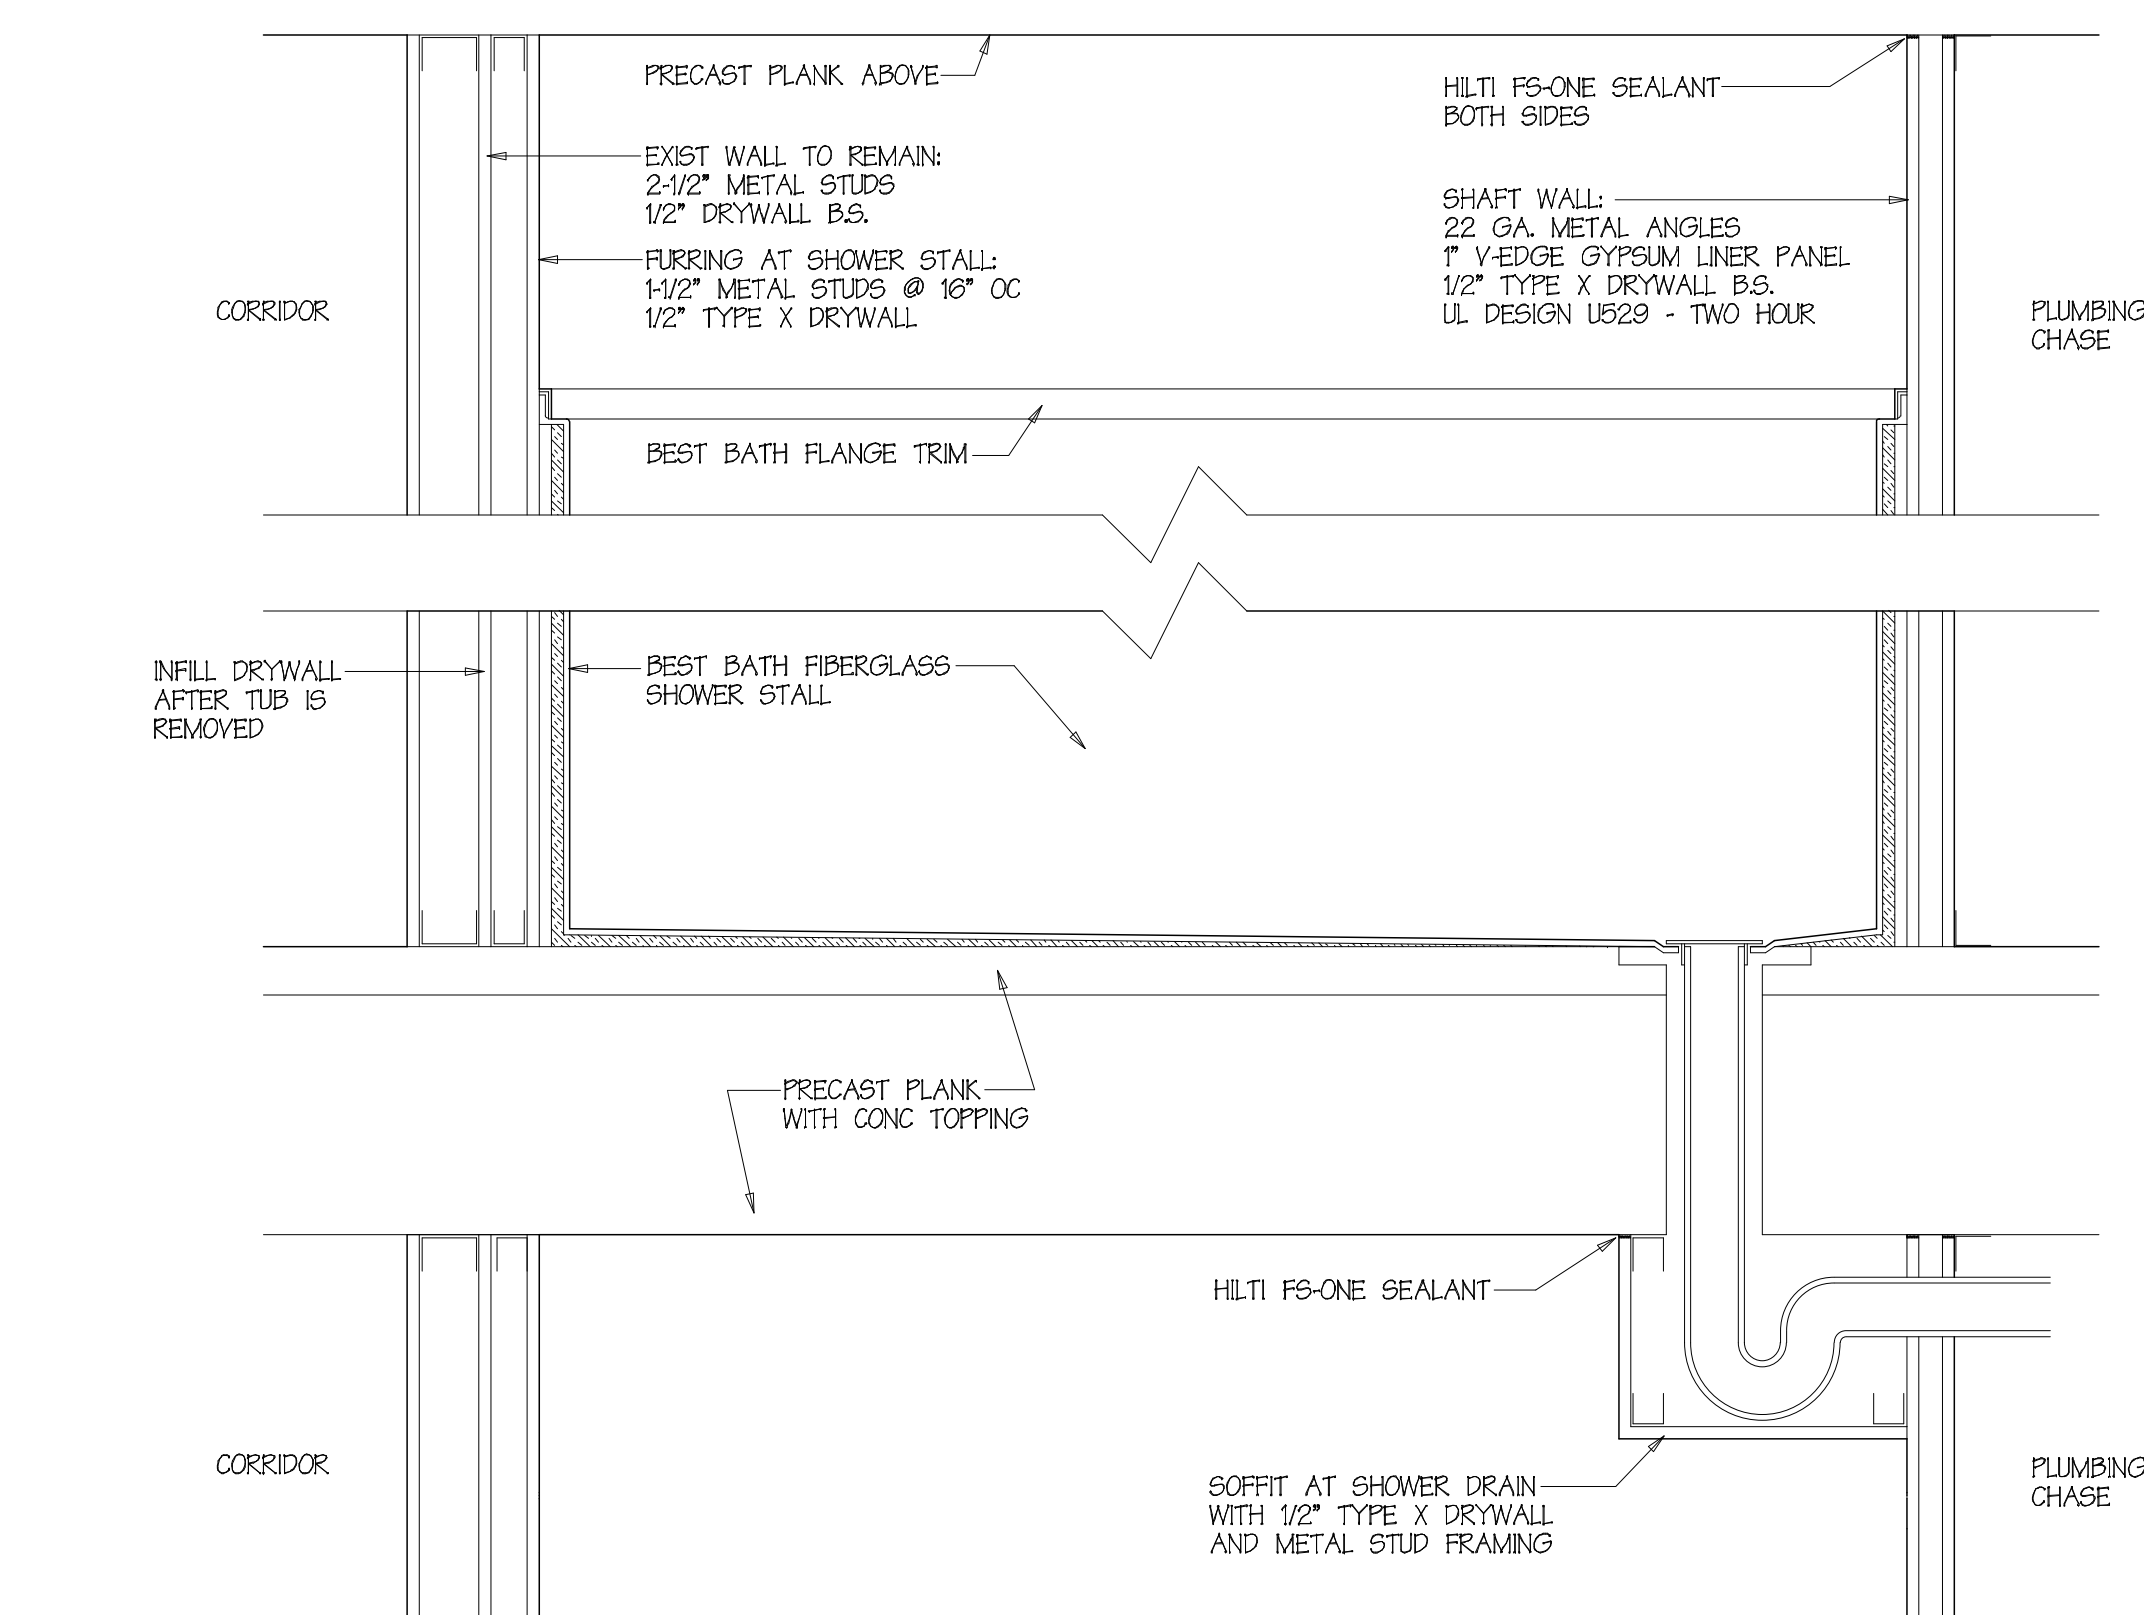 PRECAST PLANK ABOVE
HILTI FS-ONE SEALANT
BOTH SIDES
EXIST WALL TO REMAIN:
2-1/2" METAL STUDS
1/2" DRYWALL B.S.
SHAFT WALL:
22 GA. METAL ANGLES
1" V-EDGE GYPSUM LINER PANEL
1/2" TYPE X DRYWALL B.S.
UL DESIGN U529 - TWO HOUR
FURRING AT SHOWER STALL:
1-1/2" METAL STUDS @ 16" OC
1/2" TYPE X DRYWALL
CORRIDOR
PLUMBING
CHASE
BEST BATH FLANGE TRIM
INFILL DRYWALL
AFTER TUB IS
REMOVED
BEST BATH FIBERGLASS
SHOWER STALL
PRECAST PLANK
WITH CONC TOPPING
HILTI FS-ONE SEALANT
CORRIDOR
SOFFIT AT SHOWER DRAIN
WITH 1/2" TYPE X DRYWALL
AND METAL STUD FRAMING
PLUMBING
CHASE